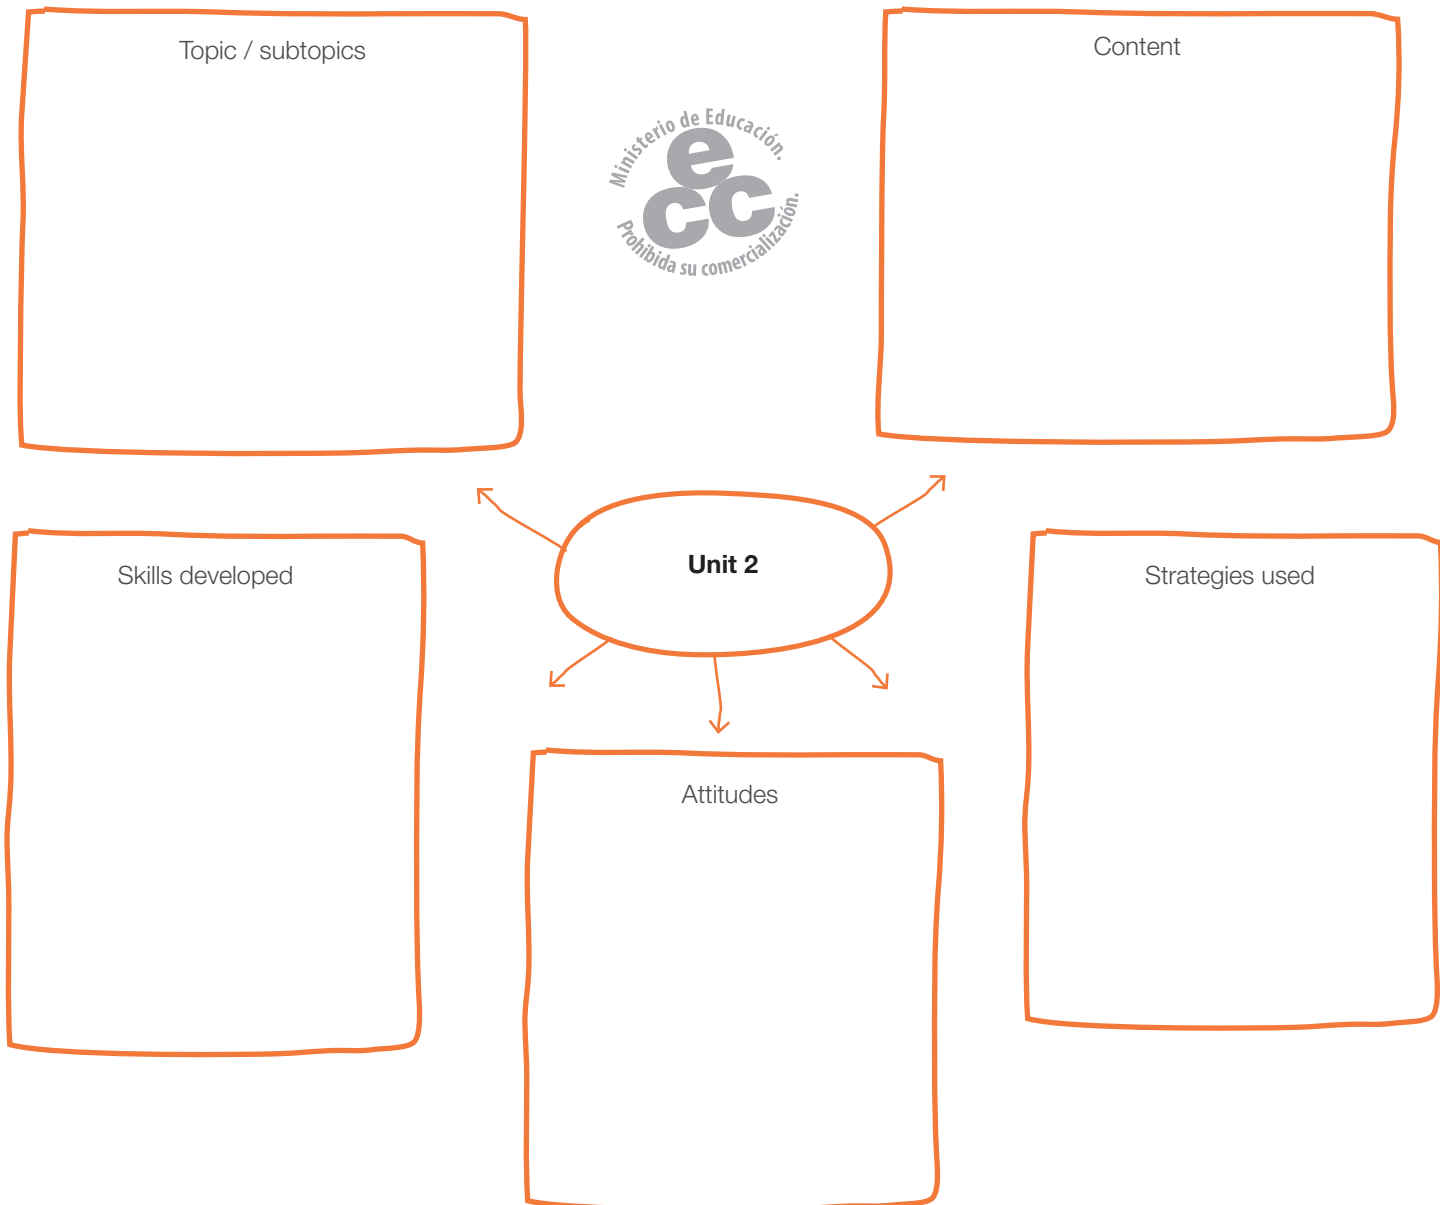 Topic / subtopics
Content
Ministerio de Educación.
ecc
Prohibida su comercialización.
Unit 2
Skills developed
Strategies used
Attitudes